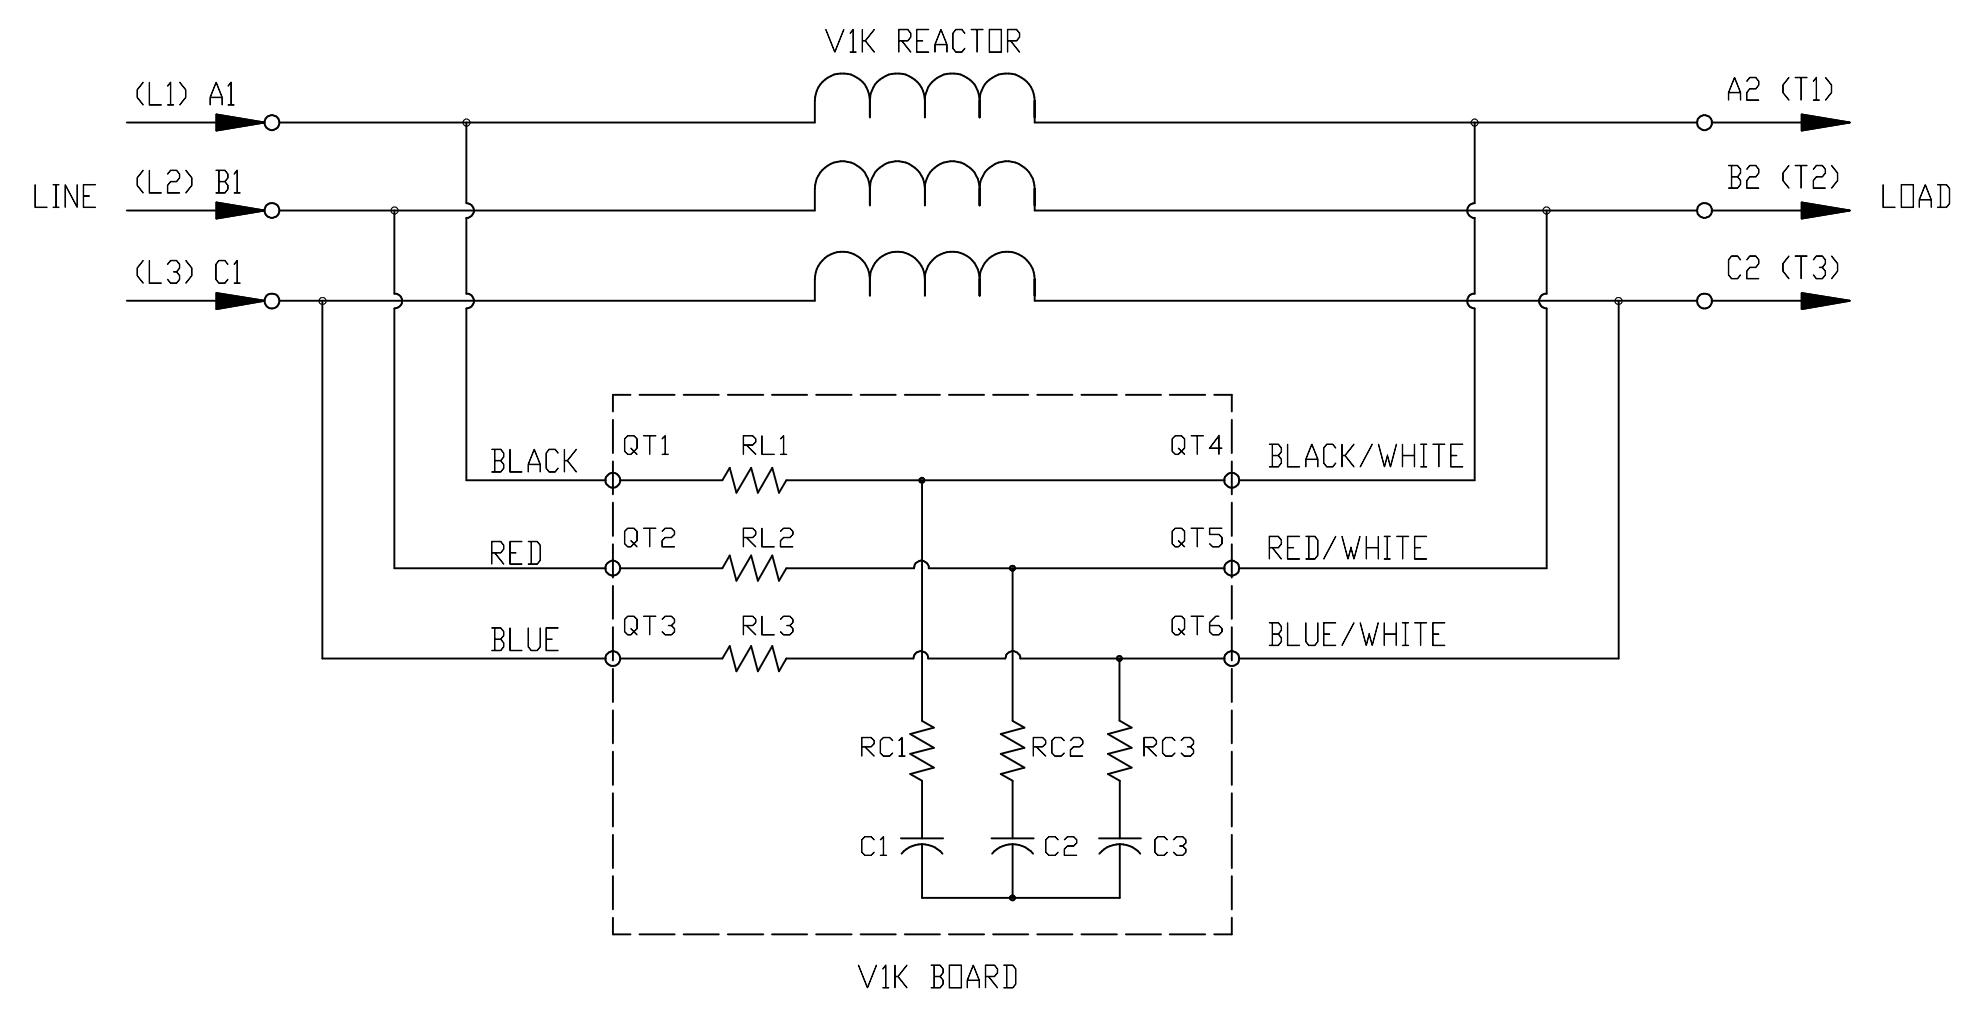 V1K REACTOR
(L1) A1
A2 (T1)
(L2) B1
B2 (T2)
LINE
LOAD
(L3) C1
C2 (T3)
BLACK
QT1
RL1
QT4
BLACK/WHITE
RED
QT2
RL2
QT5
RED/WHITE
BLUE
QT3
RL3
QT6
BLUE/WHITE
RC1
RC2
RC3
C1
C2
C3
V1K BOARD